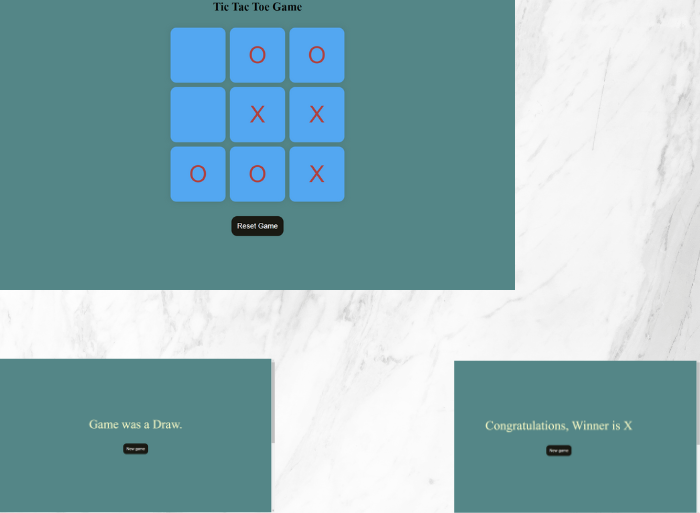 Tic Tac Toe Game
O O
X X
O O X
Reset Game
Game was a Draw.
New game
Congratulations, Winner is X
New game